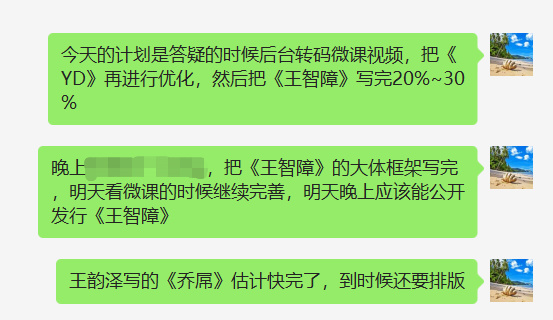 今天的计划是答疑的时候后台转码微课视频，把《
YD》再进行优化，然后把《王智障》写完20%~30
%
晚上，把《王智障》的大体框架写完
，明天看微课的时候继续完善，明天晚上应该能公开
发行《王智障》
王韵泽写的《乔屌》估计快完了，到时候还要排版